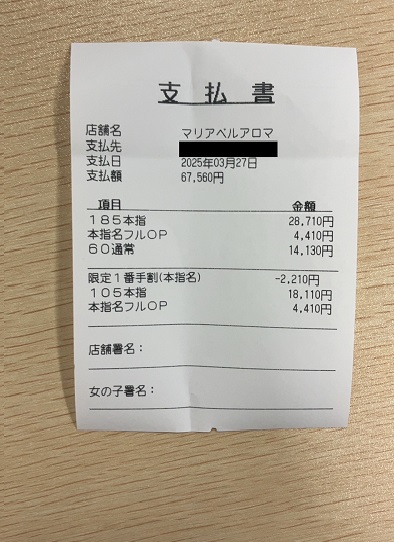 支払書
店舗名 マリアベルアロマ
支払先
支払日 2025年03月27日
支払額 67,560円
項目 金額
185本指 28,710円
本指名フルOP 4,410円
60通常 14,130円
限定1番手割(本指名) -2,210円
105本指 18,110円
本指名フルOP 4,410円
店舗署名：
女の子署名：